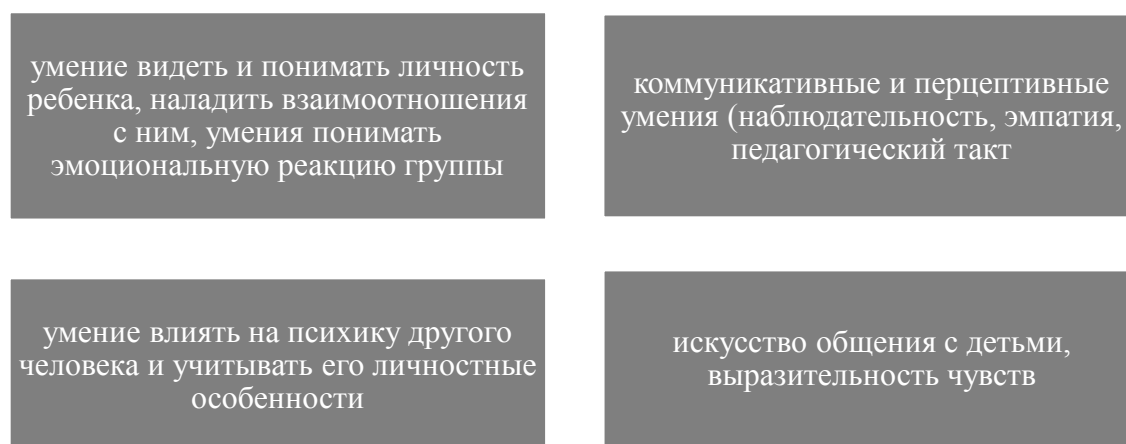 умение видеть и понимать личность
ребенка, наладить взаимоотношения
с ним, умения понимать
эмоциональную реакцию группы
коммуникативные и перцептивные
умения (наблюдательность, эмпатия,
педагогический такт
умение влиять на психику другого
человека и учитывать его личностные
особенности
искусство общения с детьми,
выразительность чувств